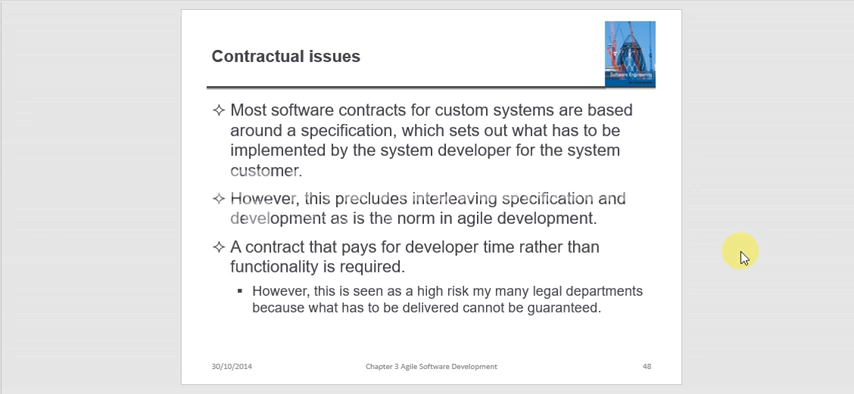 Contractual issues
Software Engineering
✧ Most software contracts for custom systems are based
around a specification, which sets out what has to be
implemented by the system developer for the system
customer.
✧ However, this precludes interleaving specification and
development as is the norm in agile development.
✧ A contract that pays for developer time rather than
functionality is required.
▪ However, this is seen as a high risk my many legal departments
because what has to be delivered cannot be guaranteed.
30/10/2014 Chapter 3 Agile Software Development 48